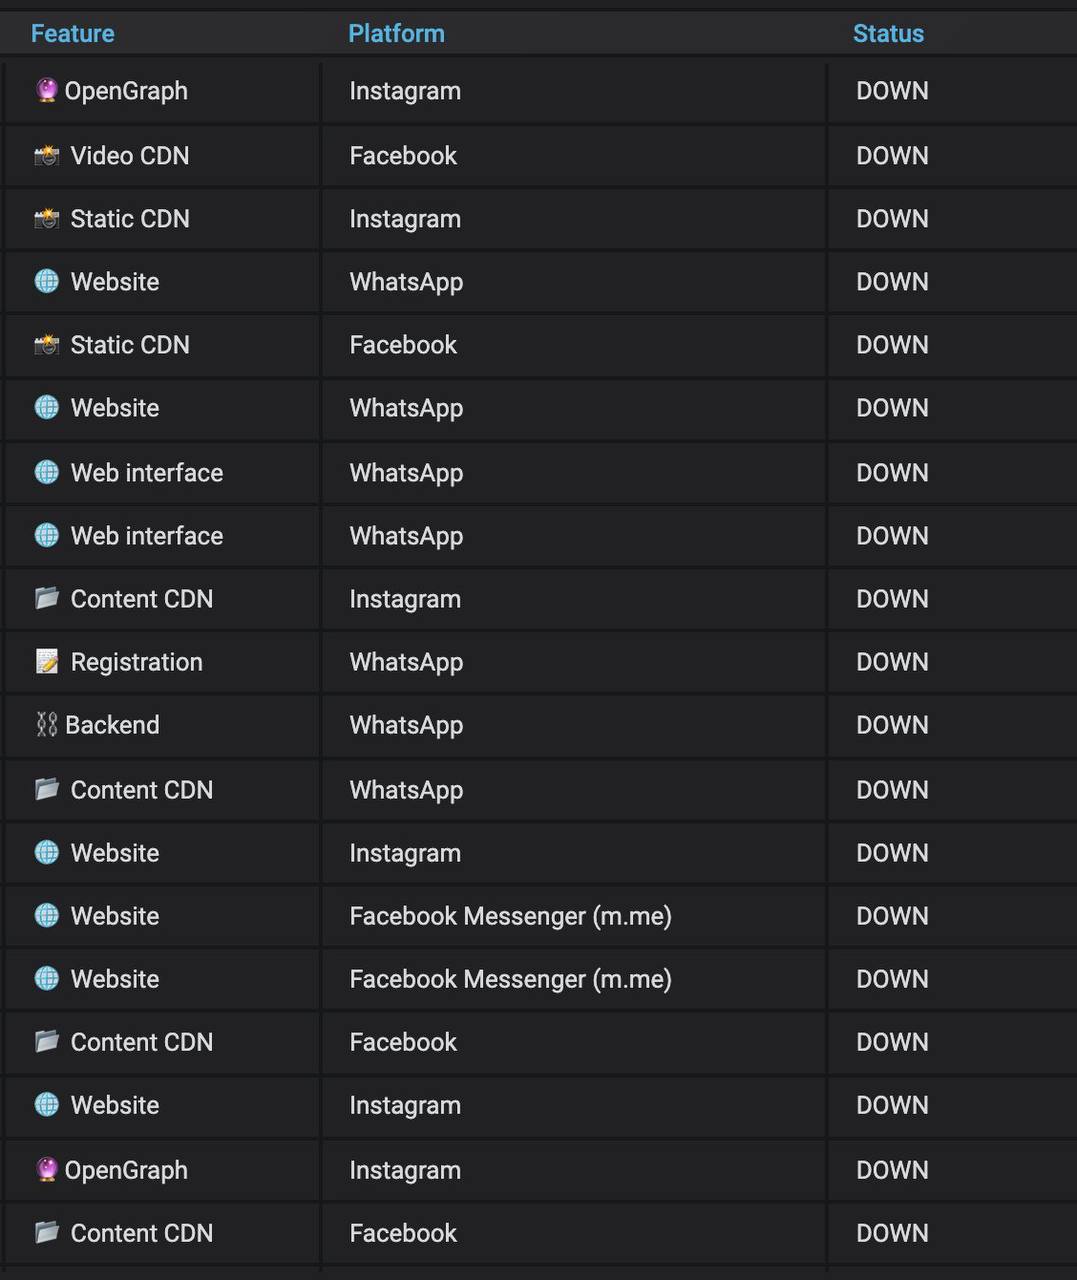 Feature Platform Status
OpenGraph Instagram DOWN
Video CDN Facebook DOWN
Static CDN Instagram DOWN
Website WhatsApp DOWN
Static CDN Facebook DOWN
Website WhatsApp DOWN
Web interface WhatsApp DOWN
Web interface WhatsApp DOWN
Content CDN Instagram DOWN
Registration WhatsApp DOWN
Backend WhatsApp DOWN
Content CDN WhatsApp DOWN
Website Instagram DOWN
Website Facebook Messenger (m.me) DOWN
Website Facebook Messenger (m.me) DOWN
Content CDN Facebook DOWN
Website Instagram DOWN
OpenGraph Instagram DOWN
Content CDN Facebook DOWN